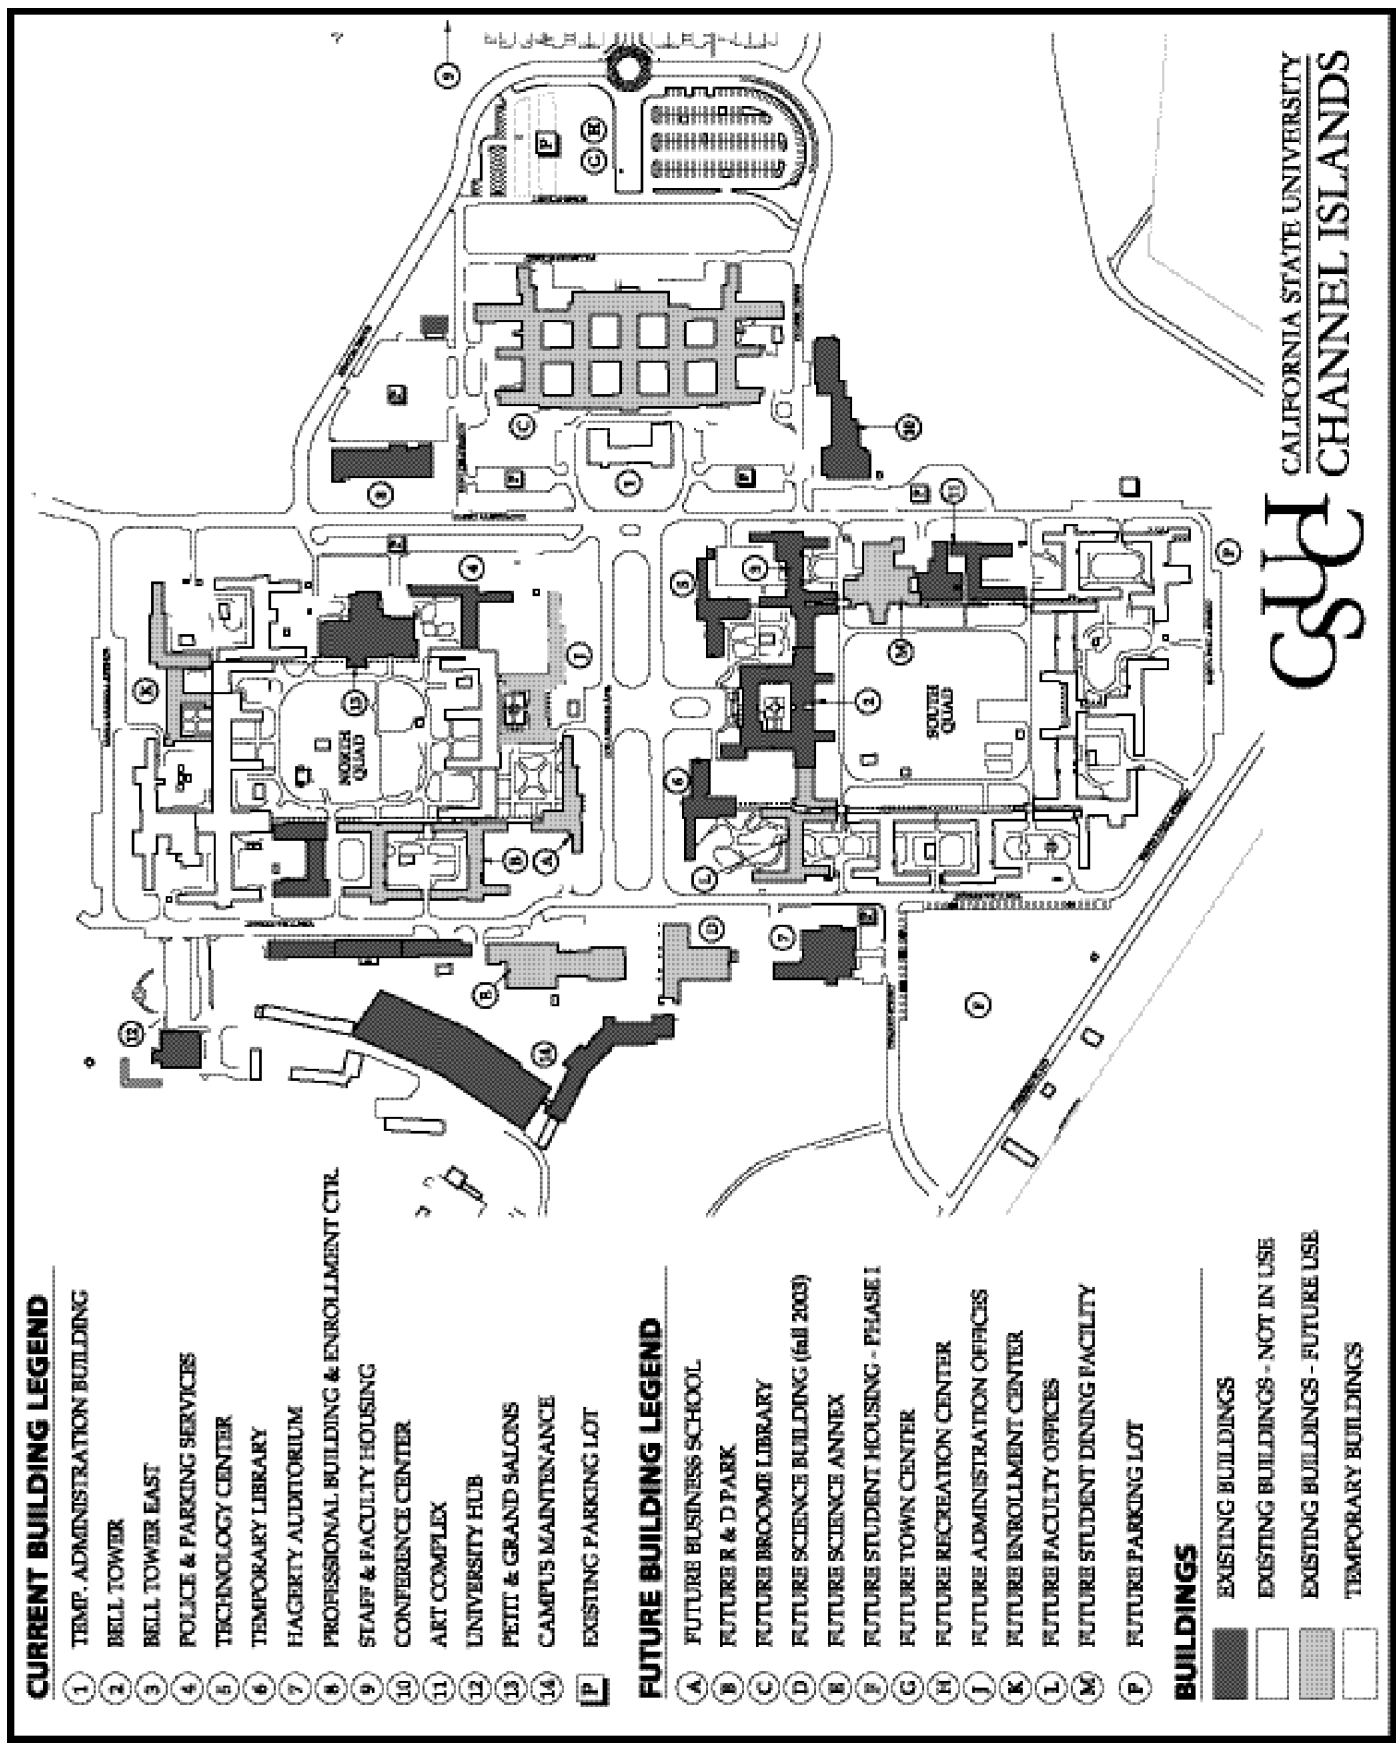 CALIFORNIA STATE UNIVERSITY
CHANNEL ISLANDS
CSUCI
CURRENT BUILDING LEGEND
1 TEMP. ADMINISTRATION BUILDING
2 BELL TOWER
3 BELL TOWER EAST
4 POLICE & PARKING SERVICES
5 TECHNOLOGY CENTER
6 TEMPORARY LIBRARY
7 HAGERTY AUDITORIUM
8 PROFESSIONAL BUILDING & ENROLLMENT CTR.
9 STAFF & FACULTY HOUSING
10 CONFERENCE CENTER
11 ART COMPLEX
12 UNIVERSITY HUB
13 PETIT & GRAND SALONS
14 CAMPUS MAINTENANCE
P EXISTING PARKING LOT
FUTURE BUILDING LEGEND
A FUTURE BUSINESS SCHOOL
B FUTURE R & D PARK
C FUTURE BROOME LIBRARY
D FUTURE SCIENCE BUILDING (fall 2003)
E FUTURE SCIENCE ANNEX
F FUTURE STUDENT HOUSING - PHASE I
G FUTURE TOWN CENTER
H FUTURE RECREATION CENTER
J FUTURE ADMINISTRATION OFFICES
K FUTURE ENROLLMENT CENTER
L FUTURE FACULTY OFFICES
M FUTURE STUDENT DINING FACILITY
P FUTURE PARKING LOT
BUILDINGS
EXISTING BUILDINGS
EXISTING BUILDINGS - NOT IN USE
EXISTING BUILDINGS - FUTURE USE
TEMPORARY BUILDINGS
NORTH
QUAD
SOUTH
QUAD